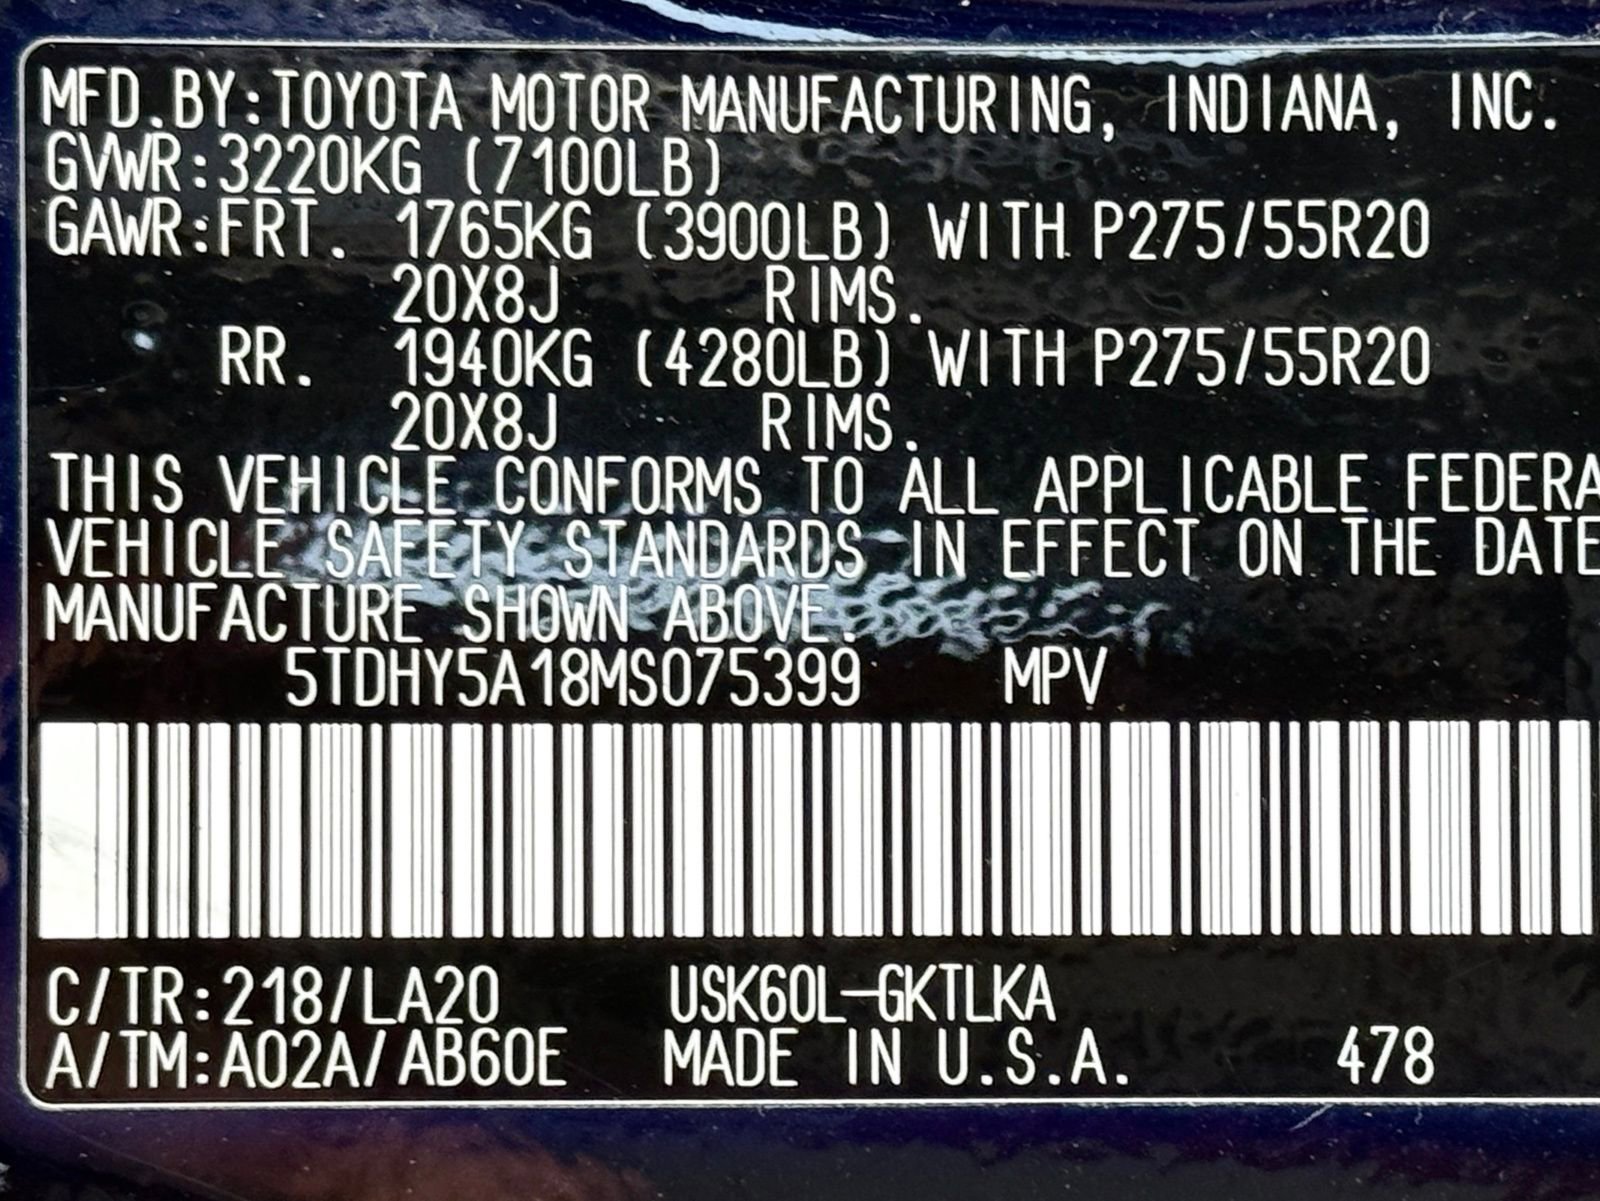 MFD.BY:TOYOTA MOTOR MANUFACTURING, INDIANA, INC.
GVWR:3220KG (7100LB)
GAWR:FRT. 1765KG (3900LB) WITH P275/55R20
20X8J RIMS.
RR. 1940KG (4280LB) WITH P275/55R20
20X8J RIMS.
THIS VEHICLE CONFORMS TO ALL APPLICABLE FEDERA
VEHICLE SAFETY STANDARDS IN EFFECT ON THE DATE
MANUFACTURE SHOWN ABOVE.
5TDHY5A18MS075399 MPV
C/TR:218/LA20 USK60L-GKTLKA
A/TM:A02A/AB60E MADE IN U.S.A. 478